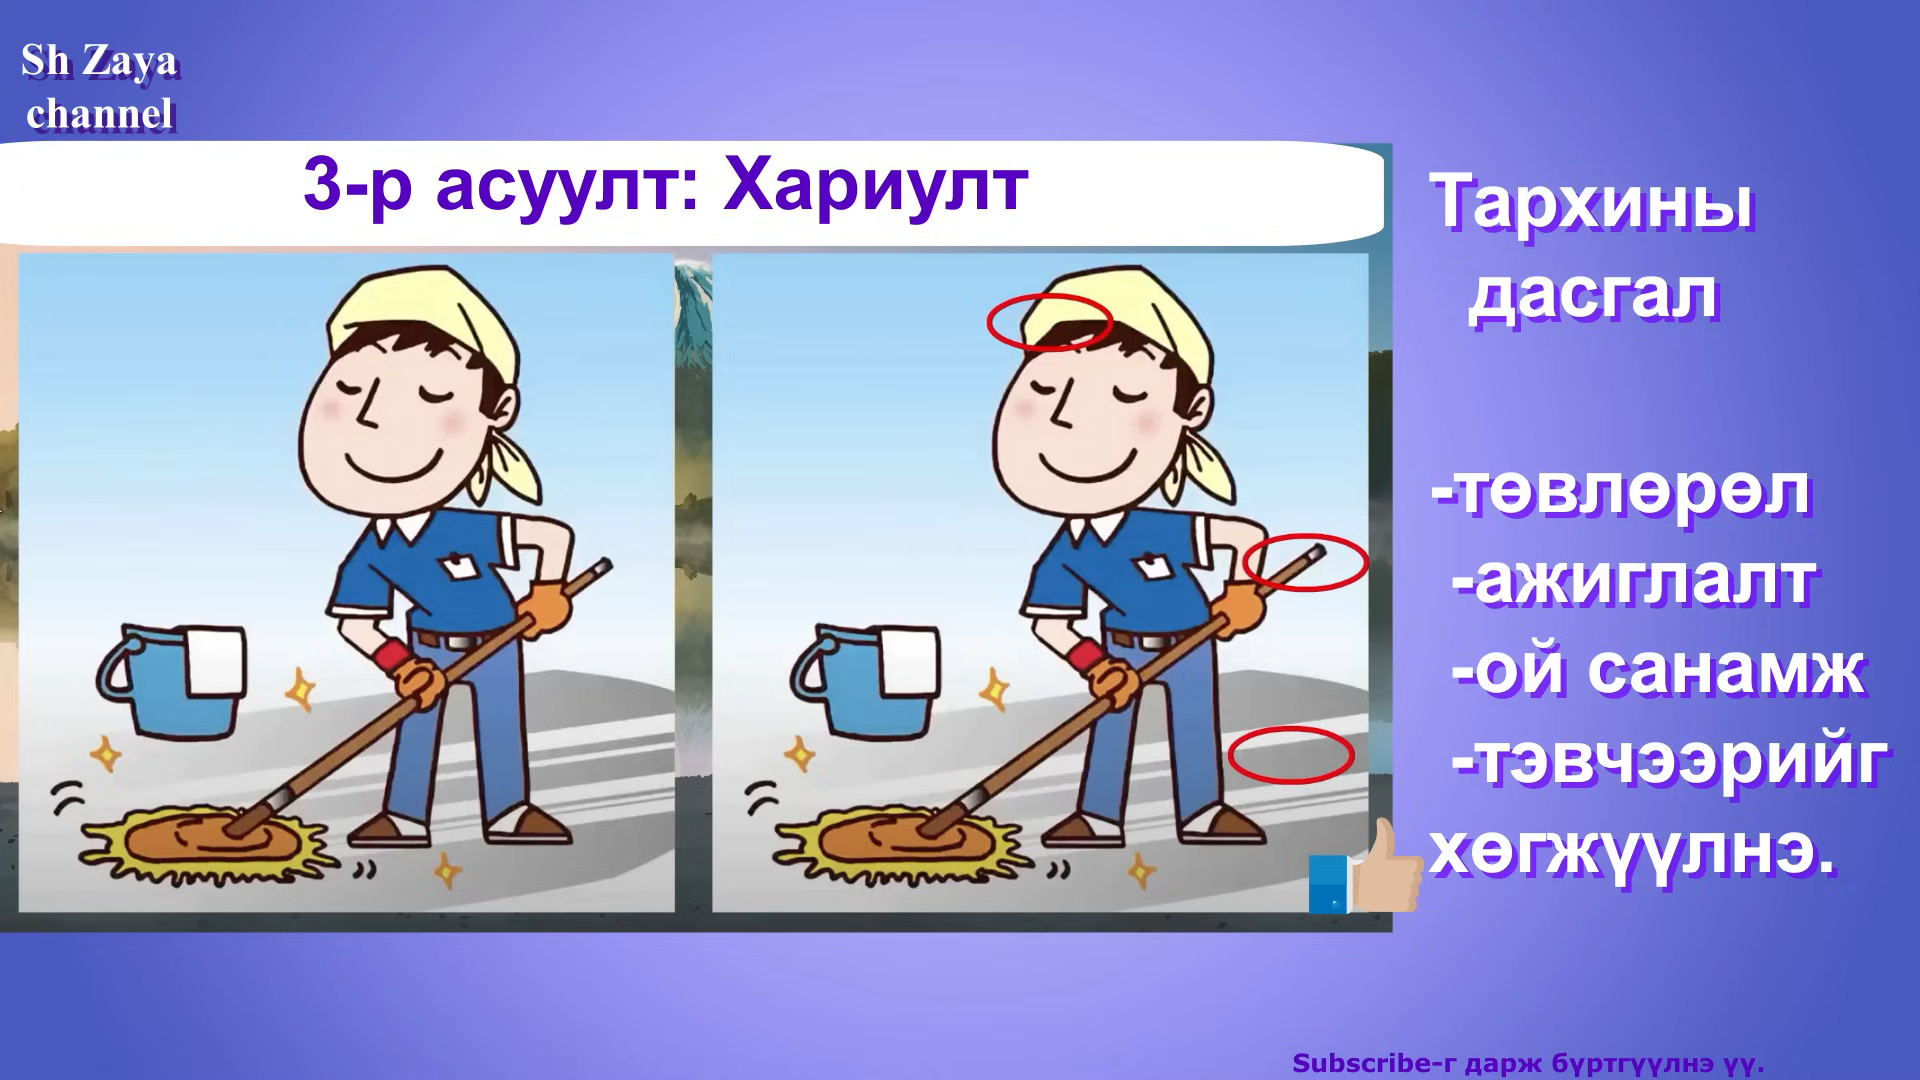 Sh Zaya
channel
3-р асуулт: Хариулт
Тархины
дасгал
-төвлөрөл
-ажиглалт
-ой санамж
-тэвчээрийг
хөгжүүлнэ.
Subscribe-г дарж бүртгүүлнэ үү.